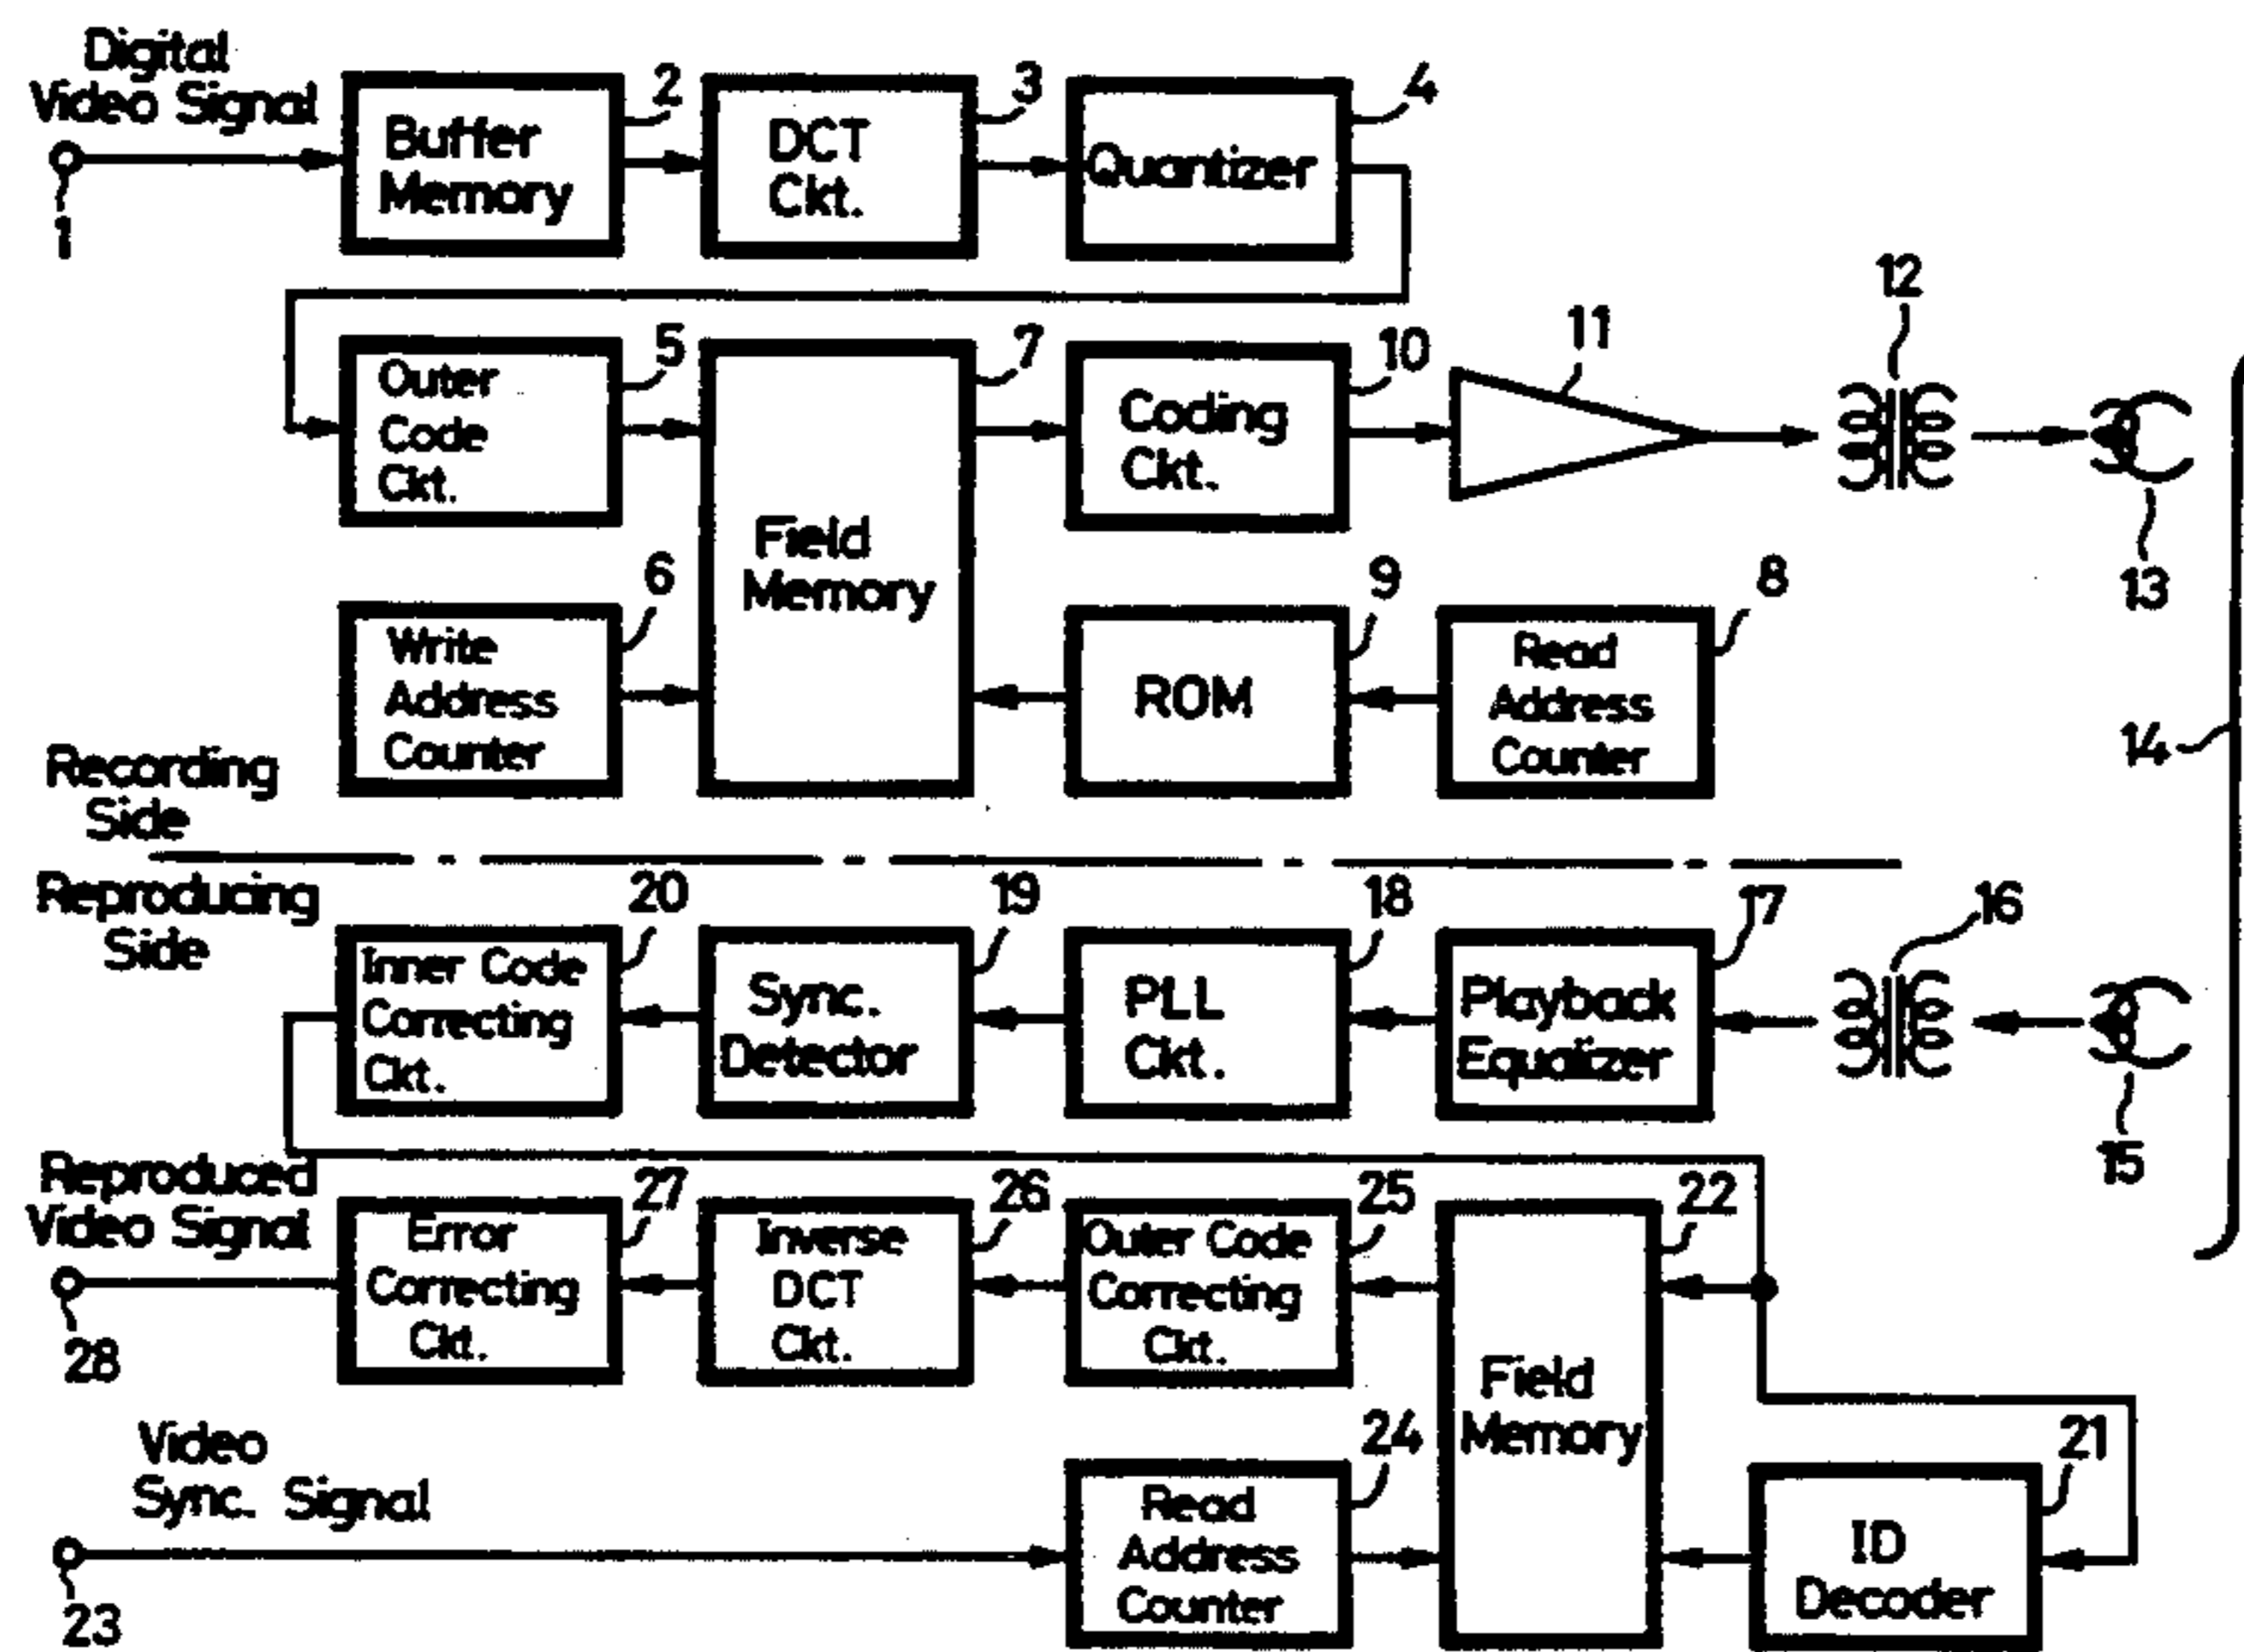 Digital
Video Signal
1
Buffer
Memory
2
DCT
Ckt.
3
Quantizer
4
Outer
Code
Ckt.
5
Write
Address
Counter
6
Field
Memory
7
Coding
Ckt.
10
11
12
13
ROM
9
Read
Address
Counter
8
14
Recording
Side
Reproducing
Side
Inner Code
Correcting
Ckt.
20
Sync.
Detector
19
PLL
Ckt.
18
Playback
Equalizer
17
16
15
Reproduced
Video Signal
28
Error
Correcting
Ckt.
27
Inverse
DCT
Ckt.
26
Outer Code
Correcting
Ckt.
25
Field
Memory
22
Video
Sync. Signal
23
Read
Address
Counter
24
ID
Decoder
21